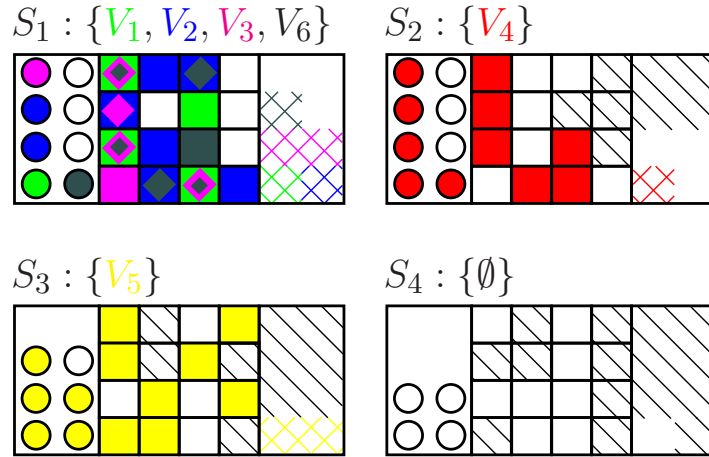 S₁ : {V₁, V₂, V₃, V₆}
S₂ : {V₄}
S₃ : {V₅}
S₄ : {∅}